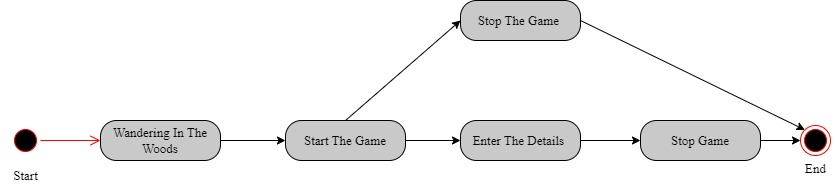 Stop The Game
Wandering In The
Woods
Start The Game
Enter The Details
Stop Game
Start
End